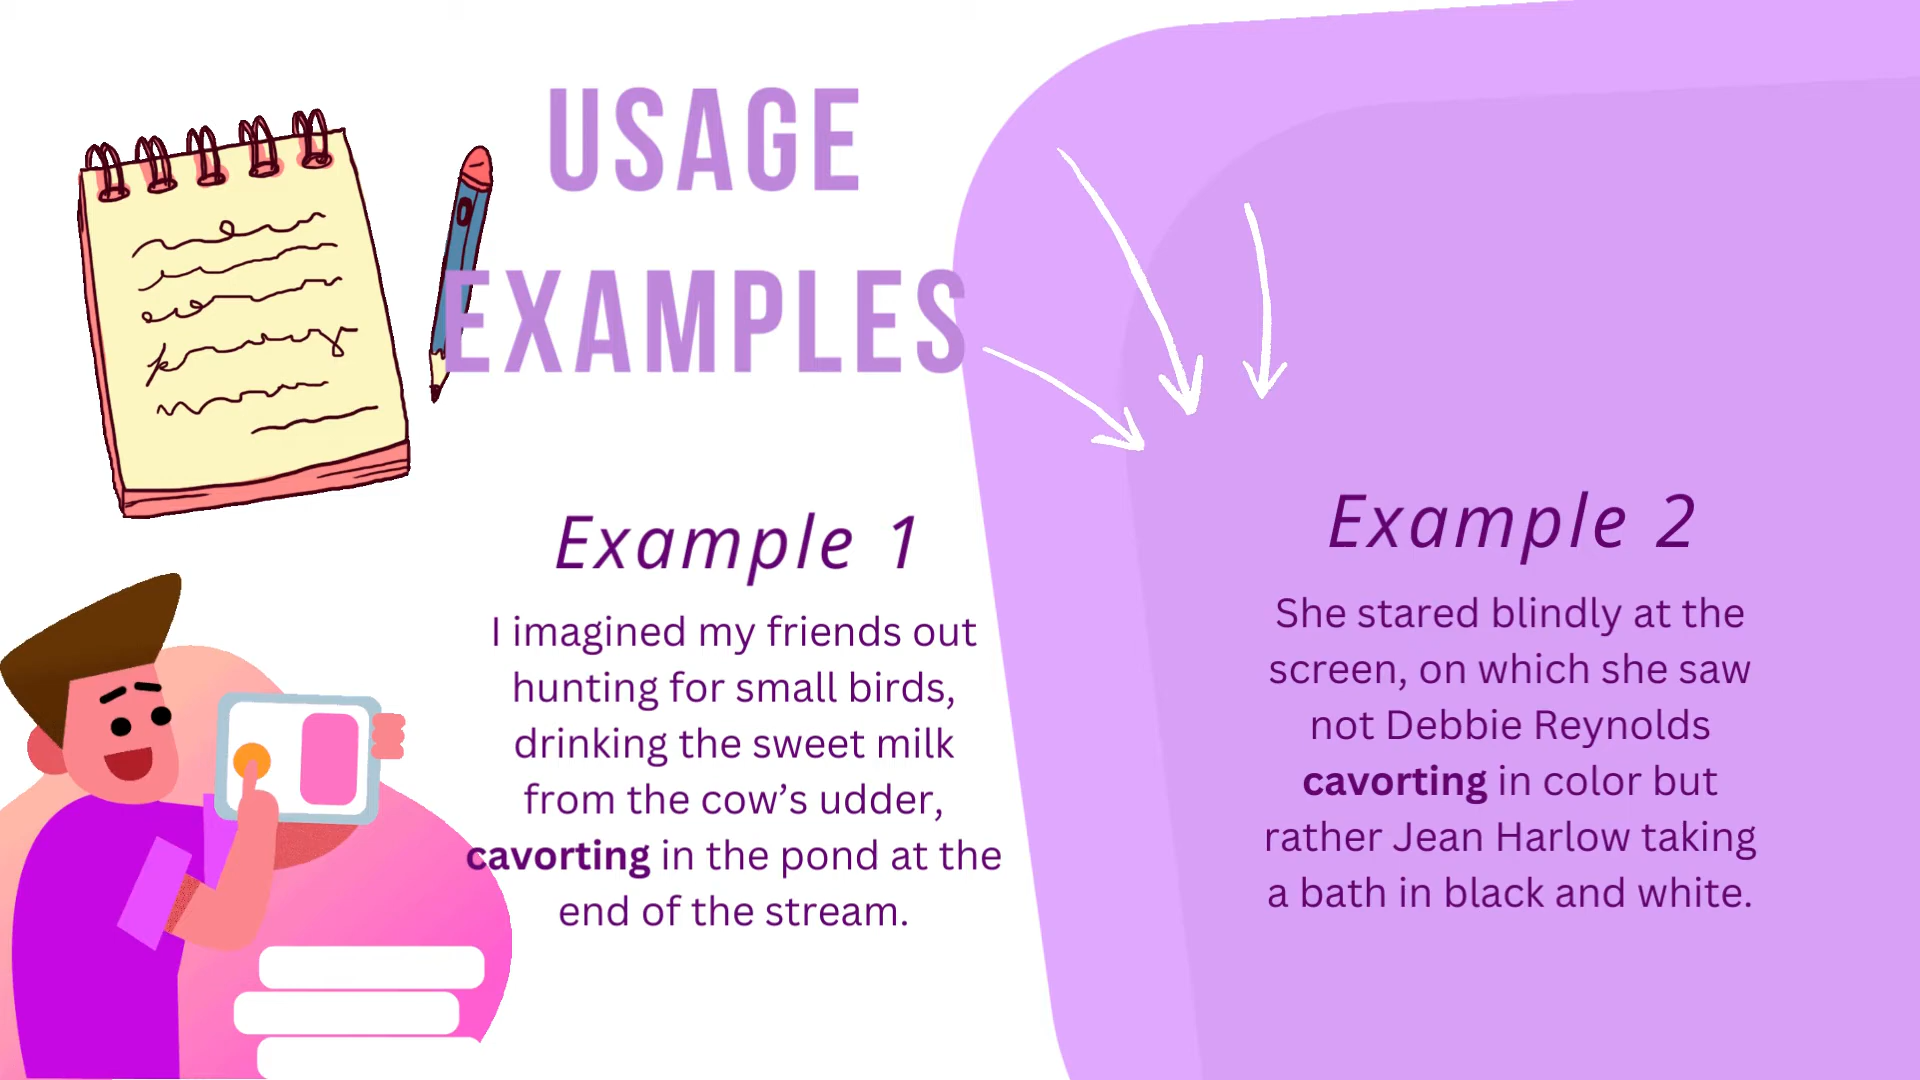 USAGE
EXAMPLES
Example 1
I imagined my friends out
hunting for small birds,
drinking the sweet milk
from the cow’s udder,
cavorting in the pond at the
end of the stream.
Example 2
She stared blindly at the
screen, on which she saw
not Debbie Reynolds
cavorting in color but
rather Jean Harlow taking
a bath in black and white.